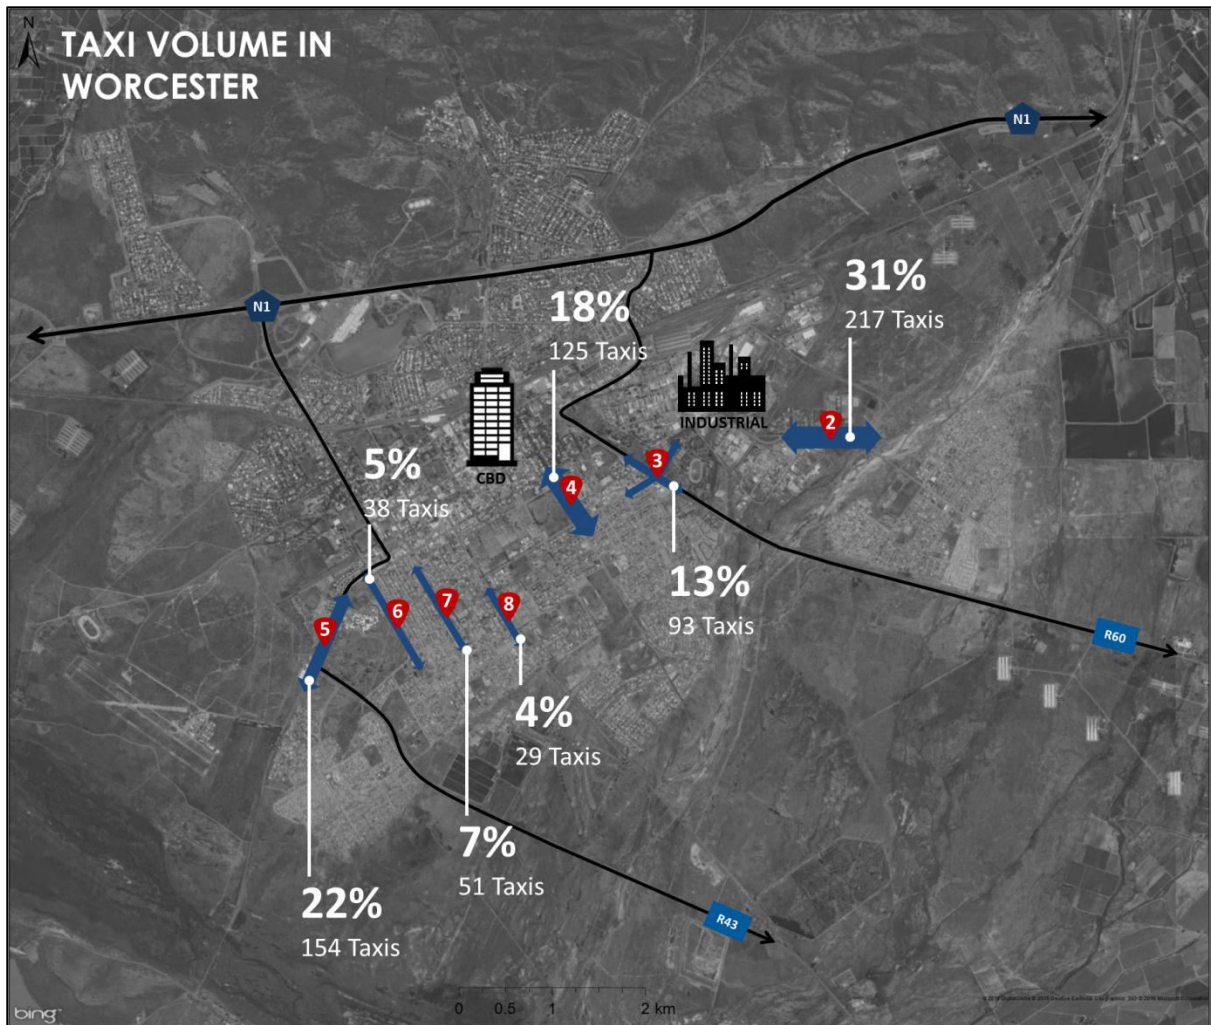 N
TAXI VOLUME IN
WORCESTER
N1
N1
31%
217 Taxis
18%
125 Taxis
INDUSTRIAL
2
3
CBD
4
5%
38 Taxis
13%
93 Taxis
5
6
7
8
R60
4%
29 Taxis
7%
51 Taxis
22%
154 Taxis
R43
0 0.5 1 2 km
bing